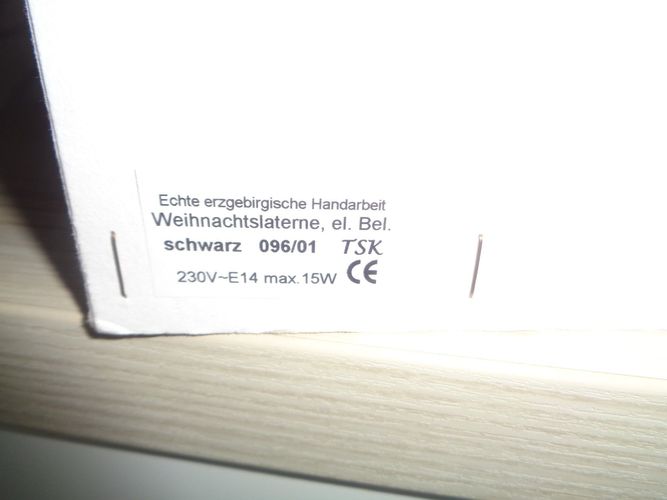 Echte erzgebirgische Handarbeit
Weihnachtslaterne, el. Bel.
schwarz 096/01 TSK
230V~E14 max.15W CE